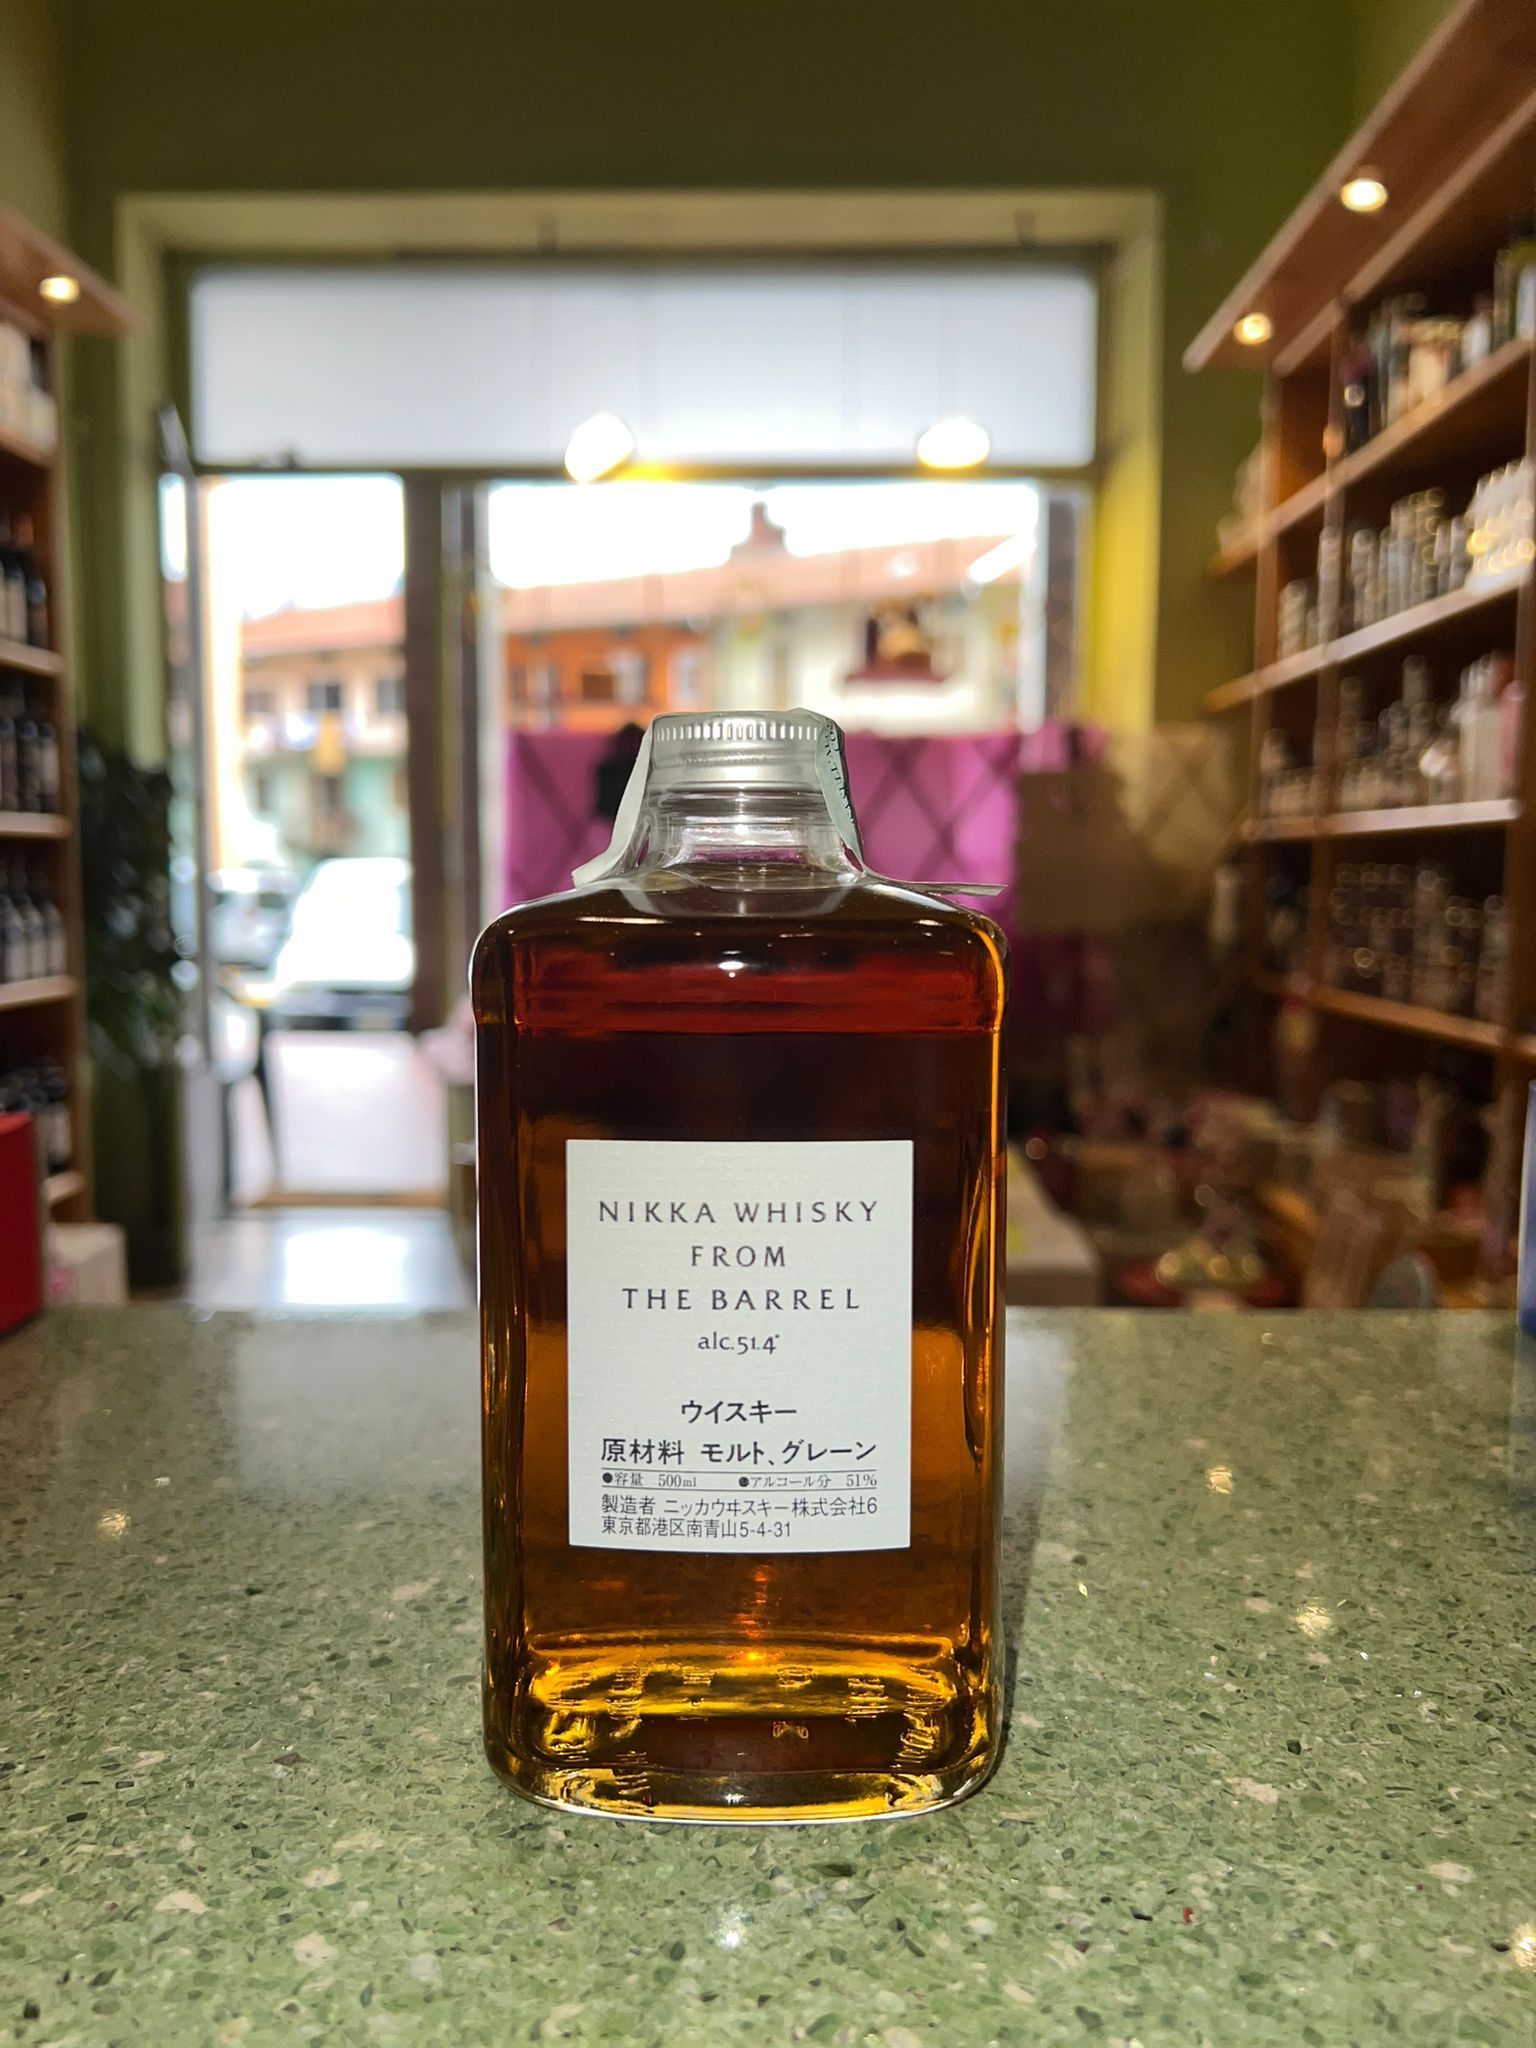 NIKKA WHISKY
FROM
THE BARREL
alc.51.4°
ウイスキー
原材料 モルト、グレーン
●容量 500ml ●アルコール分 51%
製造者 ニッカウヰスキー株式会社6
東京都港区南青山5-4-31